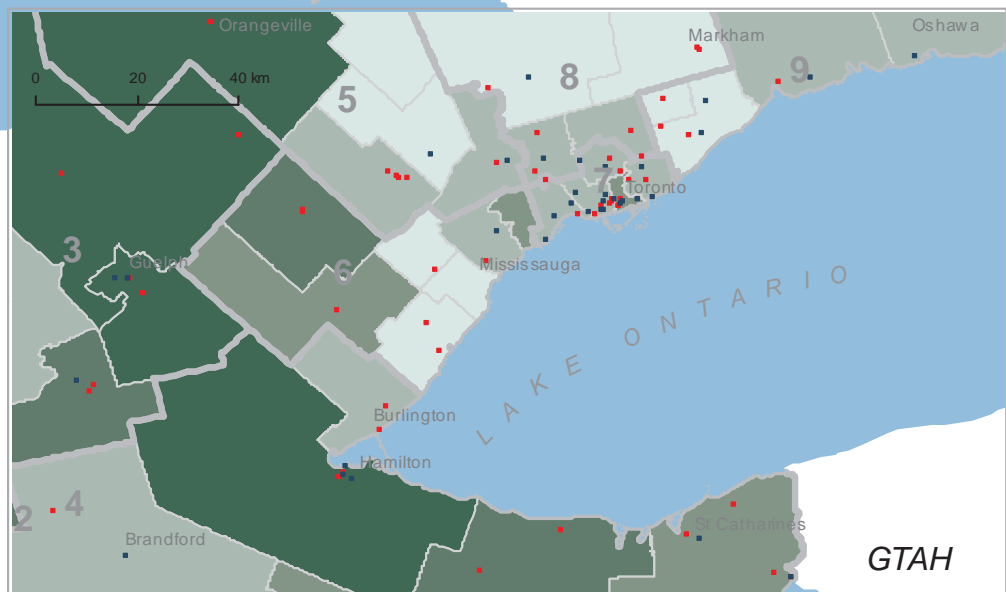 Orangeville
Markham
Oshawa
0 20 40 km
5
8
9
7
Toronto
3
Guelph
6
Mississauga
LAKE ONTARIO
Burlington
Hamilton
2
4
Brandford
St Catharines
GTAH